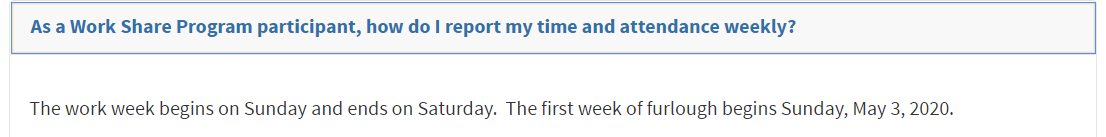 As a Work Share Program participant, how do I report my time and attendance weekly?
The work week begins on Sunday and ends on Saturday.  The first week of furlough begins Sunday, May 3, 2020.